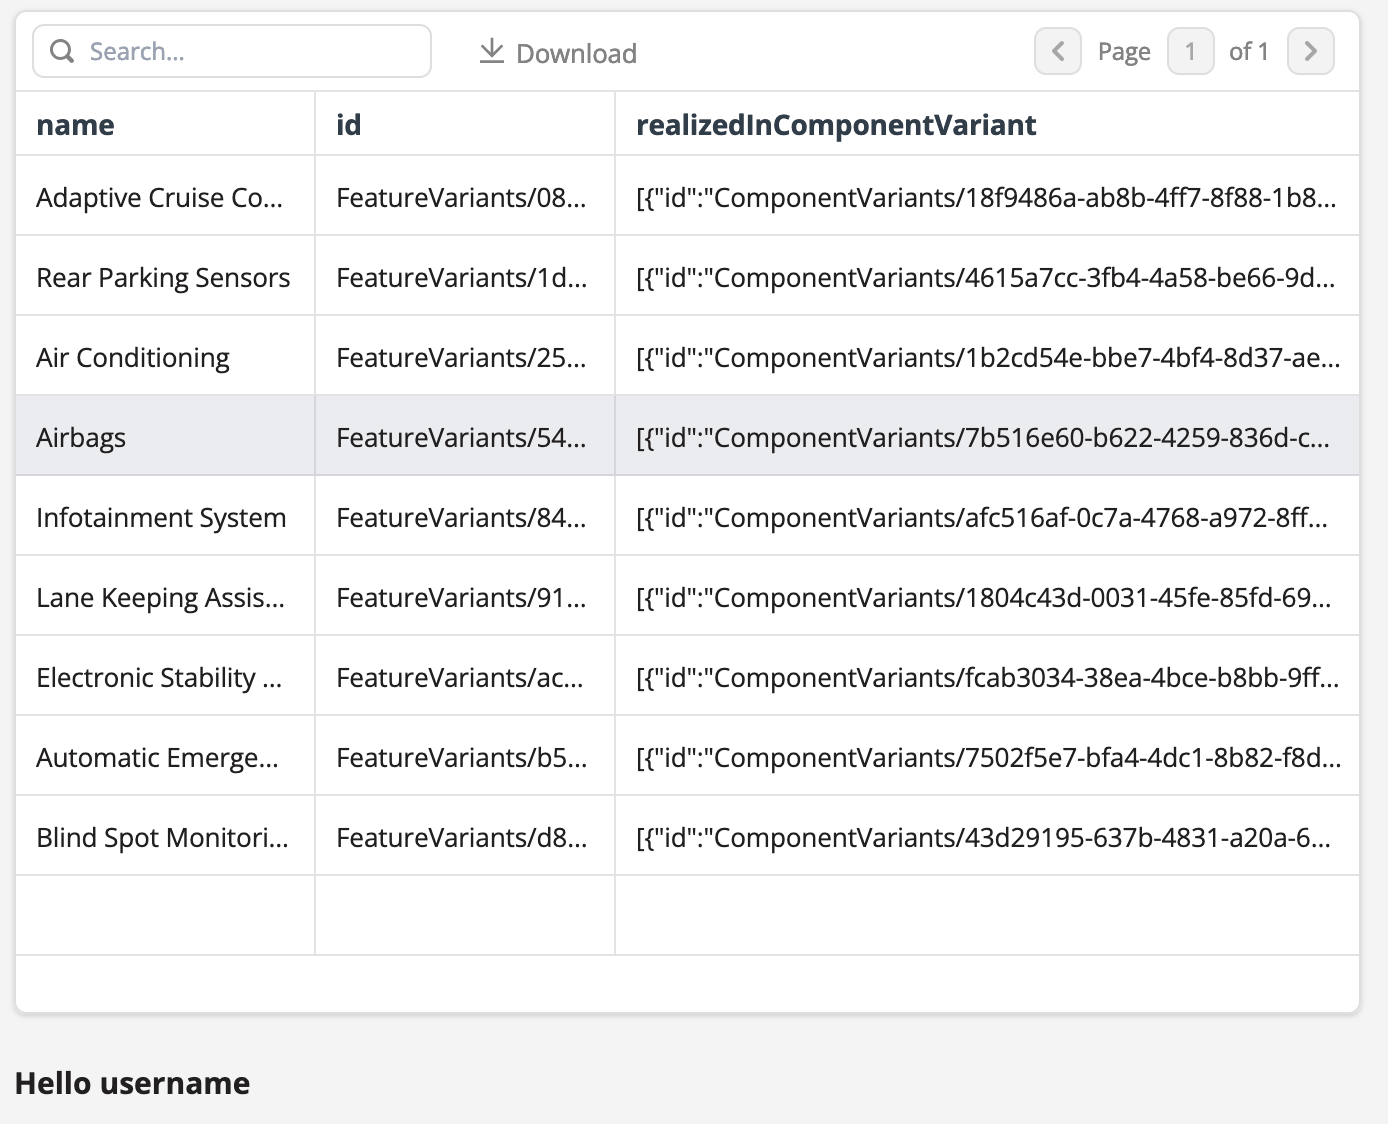 Search... Download Page 1 of 1
name id realizedInComponentVariant
Adaptive Cruise Co... FeatureVariants/08... [{"id":"ComponentVariants/18f9486a-ab8b-4ff7-8f88-1b8...
Rear Parking Sensors FeatureVariants/1d... [{"id":"ComponentVariants/4615a7cc-3fb4-4a58-be66-9d...
Air Conditioning FeatureVariants/25... [{"id":"ComponentVariants/1b2cd54e-bbe7-4bf4-8d37-ae...
Airbags FeatureVariants/54... [{"id":"ComponentVariants/7b516e60-b622-4259-836d-c...
Infotainment System FeatureVariants/84... [{"id":"ComponentVariants/afc516af-0c7a-4768-a972-8ff...
Lane Keeping Assis... FeatureVariants/91... [{"id":"ComponentVariants/1804c43d-0031-45fe-85fd-69...
Electronic Stability ... FeatureVariants/ac... [{"id":"ComponentVariants/fcab3034-38ea-4bce-b8bb-9ff...
Automatic Emerge... FeatureVariants/b5... [{"id":"ComponentVariants/7502f5e7-bfa4-4dc1-8b82-f8d...
Blind Spot Monitori... FeatureVariants/d8... [{"id":"ComponentVariants/43d29195-637b-4831-a20a-6...
Hello username